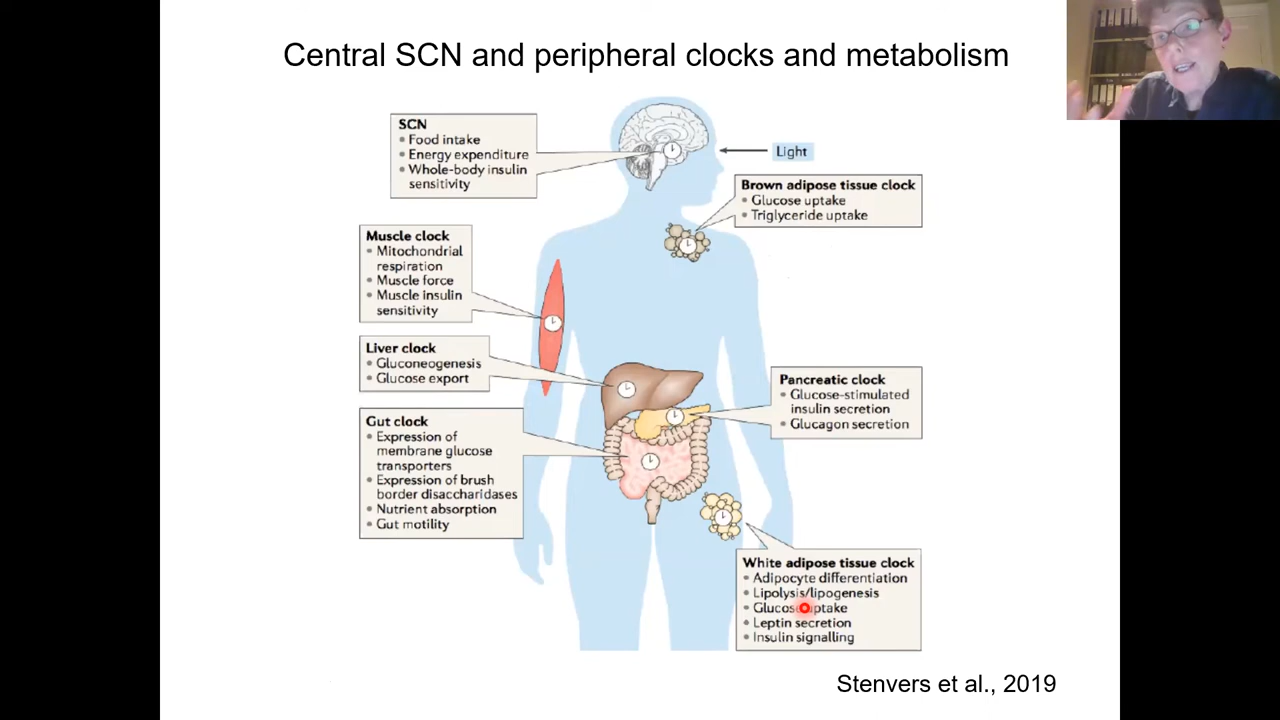 Central SCN and peripheral clocks and metabolism
SCN
• Food intake
• Energy expenditure
• Whole-body insulin
sensitivity
Light
Brown adipose tissue clock
• Glucose uptake
• Triglyceride uptake
Muscle clock
• Mitochondrial
respiration
• Muscle force
• Muscle insulin
sensitivity
Liver clock
• Gluconeogenesis
• Glucose export
Pancreatic clock
• Glucose-stimulated
insulin secretion
• Glucagon secretion
Gut clock
• Expression of
membrane glucose
transporters
• Expression of brush
border disaccharidases
• Nutrient absorption
• Gut motility
White adipose tissue clock
• Adipocyte differentiation
• Lipolysis/lipogenesis
• Glucose uptake
• Leptin secretion
• Insulin signalling
Stenvers et al., 2019